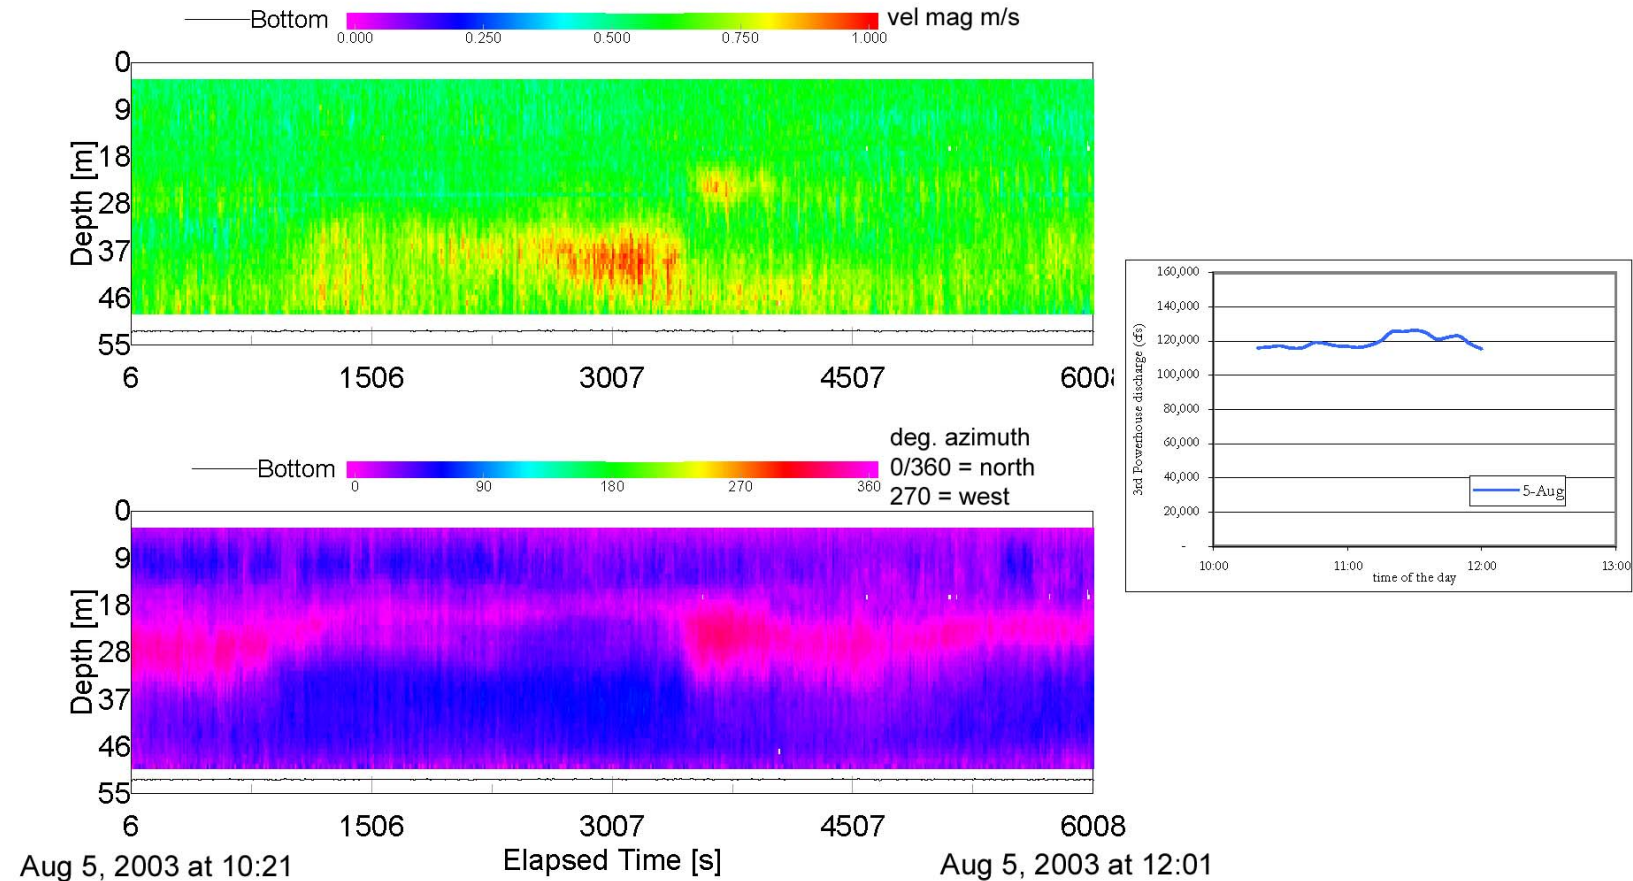 Bottom
vel mag m/s
0.000 0.250 0.500 0.750 1.000
0
9
18
28
37
46
55
Depth [m]
6 1506 3007 4507 6008
Bottom
deg. azimuth
0/360 = north
270 = west
0 90 180 270 360
0
9
18
28
37
46
55
Depth [m]
6 1506 3007 4507 6008
Elapsed Time [s]
Aug 5, 2003 at 10:21
Aug 5, 2003 at 12:01
3rd Powerhouse discharge (cfs)
160,000
140,000
120,000
100,000
80,000
60,000
40,000
20,000
-
5-Aug
10:00 11:00 12:00 13:00
time of the day